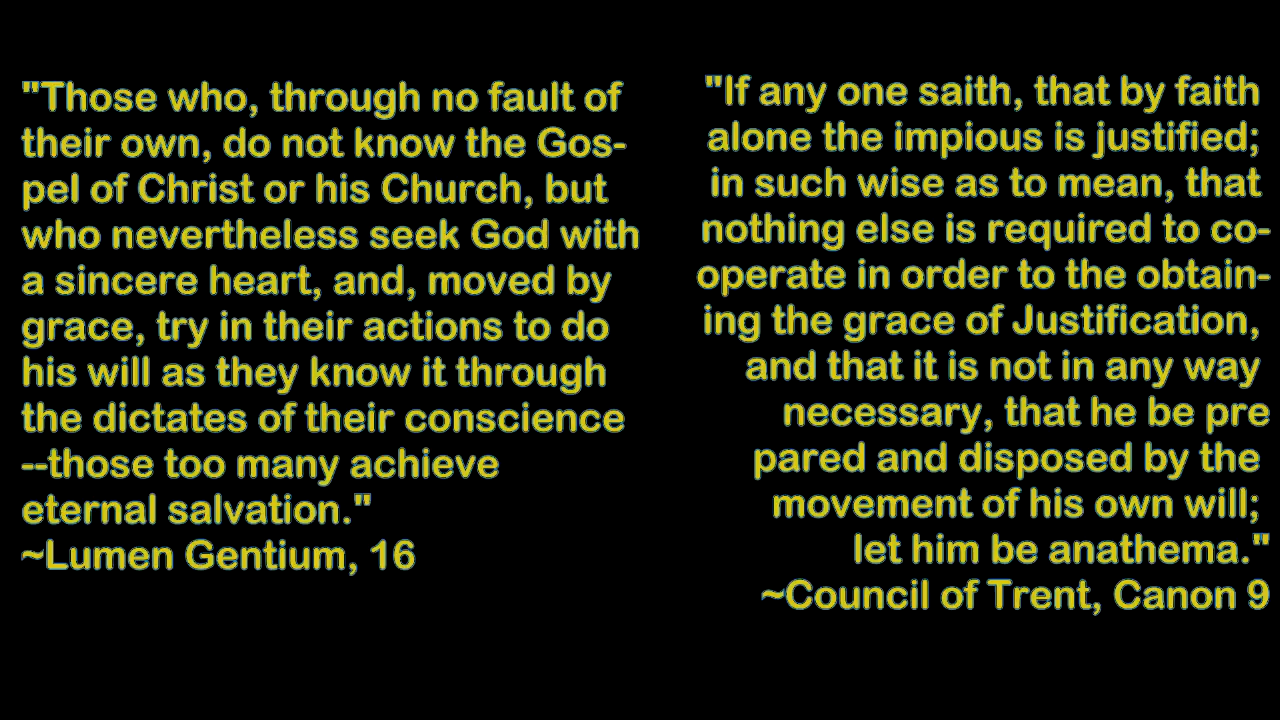 "Those who, through no fault of
their own, do not know the Gos-
pel of Christ or his Church, but
who nevertheless seek God with
a sincere heart, and, moved by
grace, try in their actions to do
his will as they know it through
the dictates of their conscience
--those too many achieve
eternal salvation."
~Lumen Gentium, 16
"If any one saith, that by faith
alone the impious is justified;
in such wise as to mean, that
nothing else is required to co-
operate in order to the obtain-
ing the grace of Justification,
and that it is not in any way
necessary, that he be pre
pared and disposed by the
movement of his own will;
let him be anathema."
~Council of Trent, Canon 9